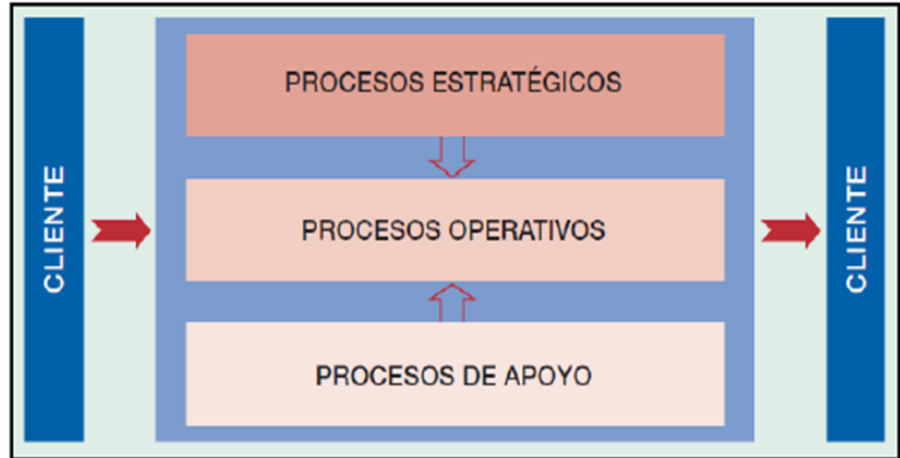 CLIENTE
PROCESOS ESTRATÉGICOS
PROCESOS OPERATIVOS
PROCESOS DE APOYO
CLIENTE